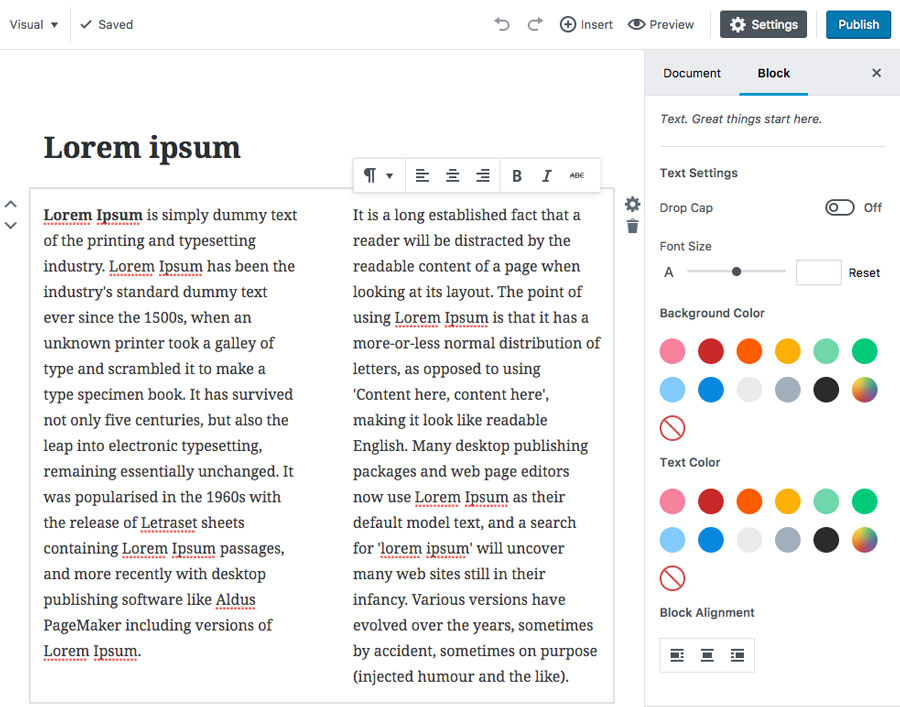 Visual Saved Insert Preview Settings Publish
Document Block
Text. Great things start here.
Lorem ipsum
B I ABC
Lorem Ipsum is simply dummy text
of the printing and typesetting
industry. Lorem Ipsum has been the
industry's standard dummy text
ever since the 1500s, when an
unknown printer took a galley of
type and scrambled it to make a
type specimen book. It has survived
not only five centuries, but also the
leap into electronic typesetting,
remaining essentially unchanged. It
was popularised in the 1960s with
the release of Letraset sheets
containing Lorem Ipsum passages,
and more recently with desktop
publishing software like Aldus
PageMaker including versions of
Lorem Ipsum.
It is a long established fact that a
reader will be distracted by the
readable content of a page when
looking at its layout. The point of
using Lorem Ipsum is that it has a
more-or-less normal distribution of
letters, as opposed to using
'Content here, content here',
making it look like readable
English. Many desktop publishing
packages and web page editors
now use Lorem Ipsum as their
default model text, and a search
for 'lorem ipsum' will uncover
many web sites still in their
infancy. Various versions have
evolved over the years, sometimes
by accident, sometimes on purpose
(injected humour and the like).
Text Settings
Drop Cap Off
Font Size
A Reset
Background Color
Text Color
Block Alignment